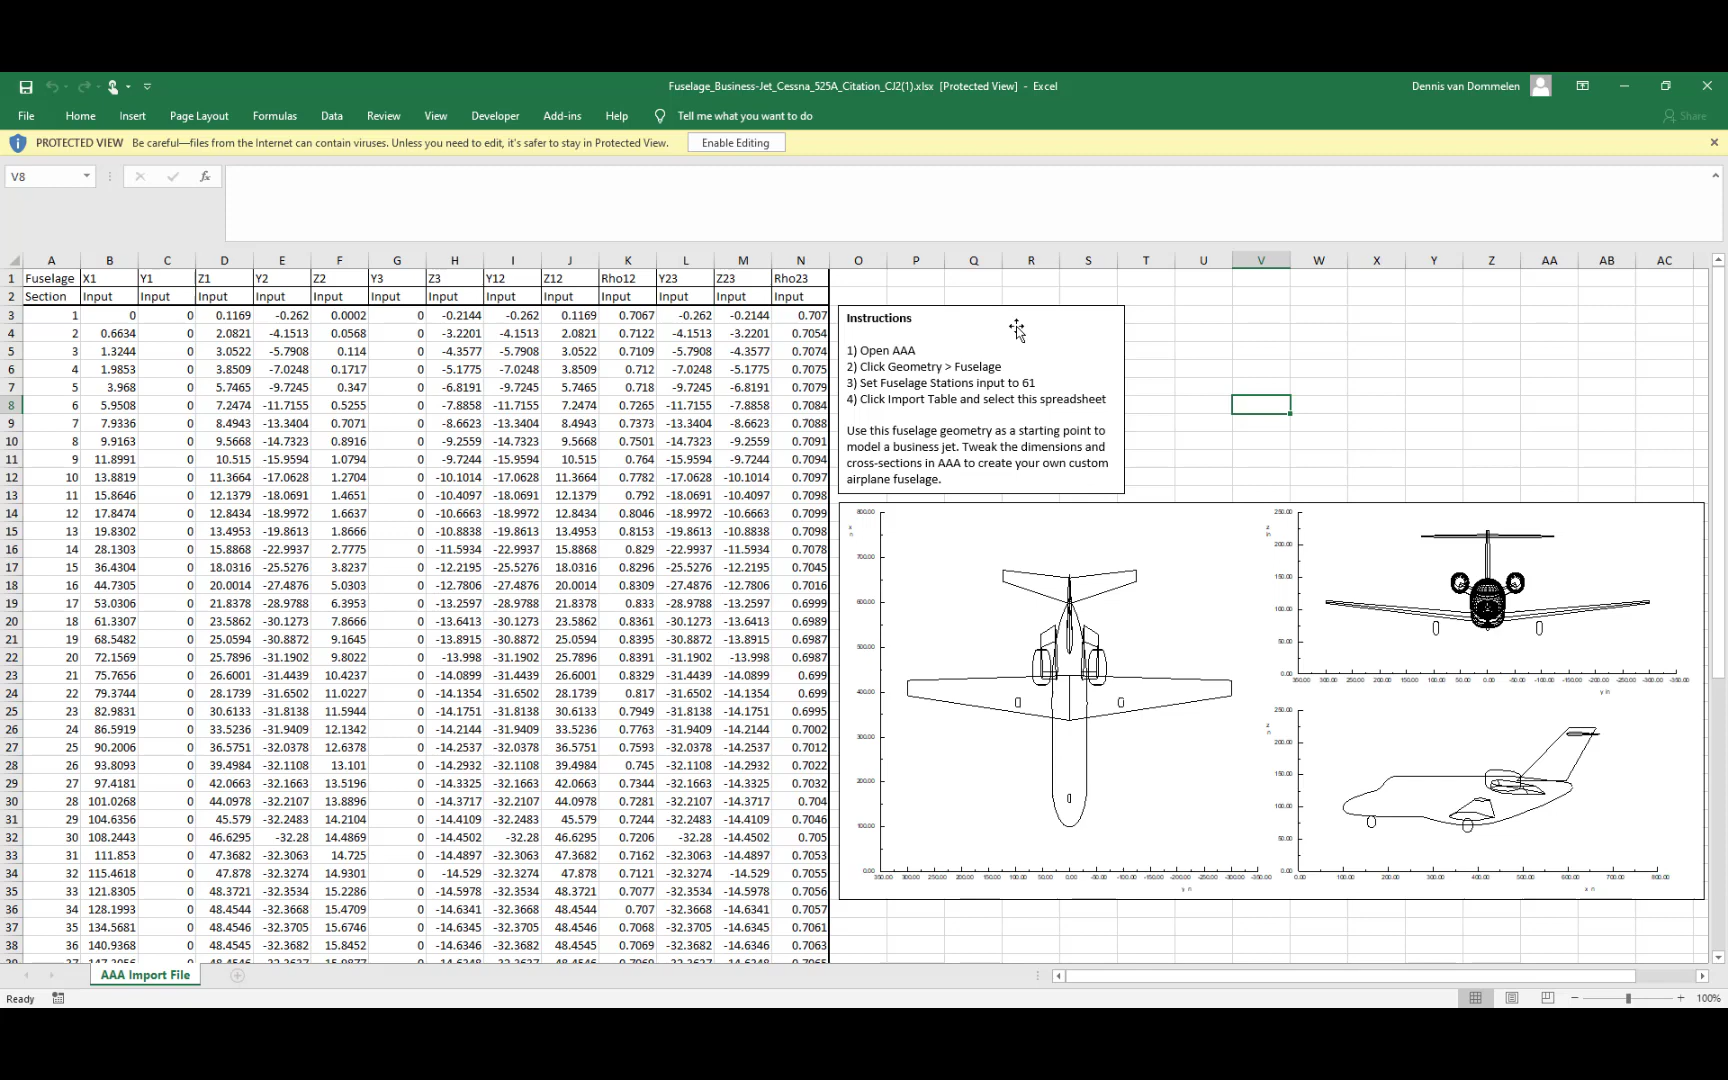 Fuselage_Business-Jet_Cessna_525A_Citation_CJ2(1).xlsx [Protected View] - Excel
Dennis van Dommelen
File Home Insert Page Layout Formulas Data Review View Developer Add-ins Help Tell me what you want to do Share
PROTECTED VIEW Be careful—files from the Internet can contain viruses. Unless you need to edit, it's safer to stay in Protected View. Enable Editing
V8
fx
A B C D E F G H I J K L M N O P Q R S T U V W X Y Z AA AB AC
1 Fuselage X1 Y1 Z1 Y2 Z2 Y3 Z3 Y12 Z12 Rho12 Y23 Z23 Rho23
2 Section Input Input Input Input Input Input Input Input Input Input Input Input Input
3 1 0 0 0.1169 -0.262 0.0002 0 -0.2144 -0.262 0.1169 0.7067 -0.262 -0.2144 0.707
4 2 0.6634 0 2.0821 -4.1513 0.0568 0 -3.2201 -4.1513 2.0821 0.7122 -4.1513 -3.2201 0.7054
5 3 1.3244 0 3.0522 -5.7908 0.114 0 -4.3577 -5.7908 3.0522 0.7109 -5.7908 -4.3577 0.7074
6 4 1.9853 0 3.8509 -7.0248 0.1717 0 -5.1775 -7.0248 3.8509 0.712 -7.0248 -5.1775 0.7075
7 5 3.968 0 5.7465 -9.7245 0.347 0 -6.8191 -9.7245 5.7465 0.718 -9.7245 -6.8191 0.7079
8 6 5.9508 0 7.2474 -11.7155 0.5255 0 -7.8858 -11.7155 7.2474 0.7265 -11.7155 -7.8858 0.7084
9 7 7.9336 0 8.4943 -13.3404 0.7071 0 -8.6623 -13.3404 8.4943 0.7373 -13.3404 -8.6623 0.7088
10 8 9.9163 0 9.5668 -14.7323 0.8916 0 -9.2559 -14.7323 9.5668 0.7501 -14.7323 -9.2559 0.7091
11 9 11.8991 0 10.515 -15.9594 1.0794 0 -9.7244 -15.9594 10.515 0.764 -15.9594 -9.7244 0.7094
12 10 13.8819 0 11.3664 -17.0628 1.2704 0 -10.1014 -17.0628 11.3664 0.7782 -17.0628 -10.1014 0.7097
13 11 15.8646 0 12.1379 -18.0691 1.4651 0 -10.4097 -18.0691 12.1379 0.792 -18.0691 -10.4097 0.7098
14 12 17.8474 0 12.8434 -18.9972 1.6637 0 -10.6663 -18.9972 12.8434 0.8046 -18.9972 -10.6663 0.7099
15 13 19.8302 0 13.4953 -19.8613 1.8666 0 -10.8838 -19.8613 13.4953 0.8153 -19.8613 -10.8838 0.7098
16 14 28.1303 0 15.8868 -22.9937 2.7775 0 -11.5934 -22.9937 15.8868 0.829 -22.9937 -11.5934 0.7078
17 15 36.4304 0 18.0316 -25.5276 3.8237 0 -12.2195 -25.5276 18.0316 0.8296 -25.5276 -12.2195 0.7045
18 16 44.7305 0 20.0014 -27.4876 5.0303 0 -12.7806 -27.4876 20.0014 0.8309 -27.4876 -12.7806 0.7016
19 17 53.0306 0 21.8378 -28.9788 6.3953 0 -13.2597 -28.9788 21.8378 0.833 -28.9788 -13.2597 0.6999
20 18 61.3307 0 23.5862 -30.1273 7.8666 0 -13.6413 -30.1273 23.5862 0.8361 -30.1273 -13.6413 0.6989
21 19 68.5482 0 25.0594 -30.8872 9.1645 0 -13.8915 -30.8872 25.0594 0.8395 -30.8872 -13.8915 0.6987
22 20 72.1569 0 25.7896 -31.1902 9.8022 0 -13.998 -31.1902 25.7896 0.8391 -31.1902 -13.998 0.6987
23 21 75.7656 0 26.6001 -31.4439 10.4237 0 -14.0899 -31.4439 26.6001 0.8329 -31.4439 -14.0899 0.699
24 22 79.3744 0 28.1739 -31.6502 11.0227 0 -14.1354 -31.6502 28.1739 0.817 -31.6502 -14.1354 0.699
25 23 82.9831 0 30.6133 -31.8138 11.5944 0 -14.1751 -31.8138 30.6133 0.7949 -31.8138 -14.1751 0.6995
26 24 86.5919 0 33.5236 -31.9409 12.1342 0 -14.2144 -31.9409 33.5236 0.7763 -31.9409 -14.2144 0.7002
27 25 90.2006 0 36.5751 -32.0378 12.6378 0 -14.2537 -32.0378 36.5751 0.7593 -32.0378 -14.2537 0.7012
28 26 93.8093 0 39.4984 -32.1108 13.101 0 -14.2932 -32.1108 39.4984 0.745 -32.1108 -14.2932 0.7022
29 27 97.4181 0 42.0663 -32.1663 13.5196 0 -14.3325 -32.1663 42.0663 0.7344 -32.1663 -14.3325 0.7032
30 28 101.0268 0 44.0978 -32.2107 13.8896 0 -14.3717 -32.2107 44.0978 0.7281 -32.2107 -14.3717 0.704
31 29 104.6356 0 45.579 -32.2483 14.2104 0 -14.4109 -32.2483 45.579 0.7244 -32.2483 -14.4109 0.7046
32 30 108.2443 0 46.6295 -32.28 14.4869 0 -14.4502 -32.28 46.6295 0.7206 -32.28 -14.4502 0.705
33 31 111.853 0 47.3682 -32.3063 14.725 0 -14.4897 -32.3063 47.3682 0.7162 -32.3063 -14.4897 0.7053
34 32 115.4618 0 47.878 -32.3274 14.9301 0 -14.529 -32.3274 47.878 0.7121 -32.3274 -14.529 0.7055
35 33 121.8305 0 48.3721 -32.3534 15.2286 0 -14.5978 -32.3534 48.3721 0.7077 -32.3534 -14.5978 0.7056
36 34 128.1993 0 48.4544 -32.3668 15.4709 0 -14.6341 -32.3668 48.4544 0.707 -32.3668 -14.6341 0.7057
37 35 134.5681 0 48.4546 -32.3705 15.6746 0 -14.6345 -32.3705 48.4546 0.7068 -32.3705 -14.6345 0.7061
38 36 140.9368 0 48.4545 -32.3682 15.8452 0 -14.6346 -32.3682 48.4545 0.7069 -32.3682 -14.6346 0.7063
Instructions
1) Open AAA
2) Click Geometry > Fuselage
3) Set Fuselage Stations input to 61
4) Click Import Table and select this spreadsheet
Use this fuselage geometry as a starting point to
model a business jet. Tweak the dimensions and
cross-sections in AAA to create your own custom
airplane fuselage.
AAA Import File
Ready
100%